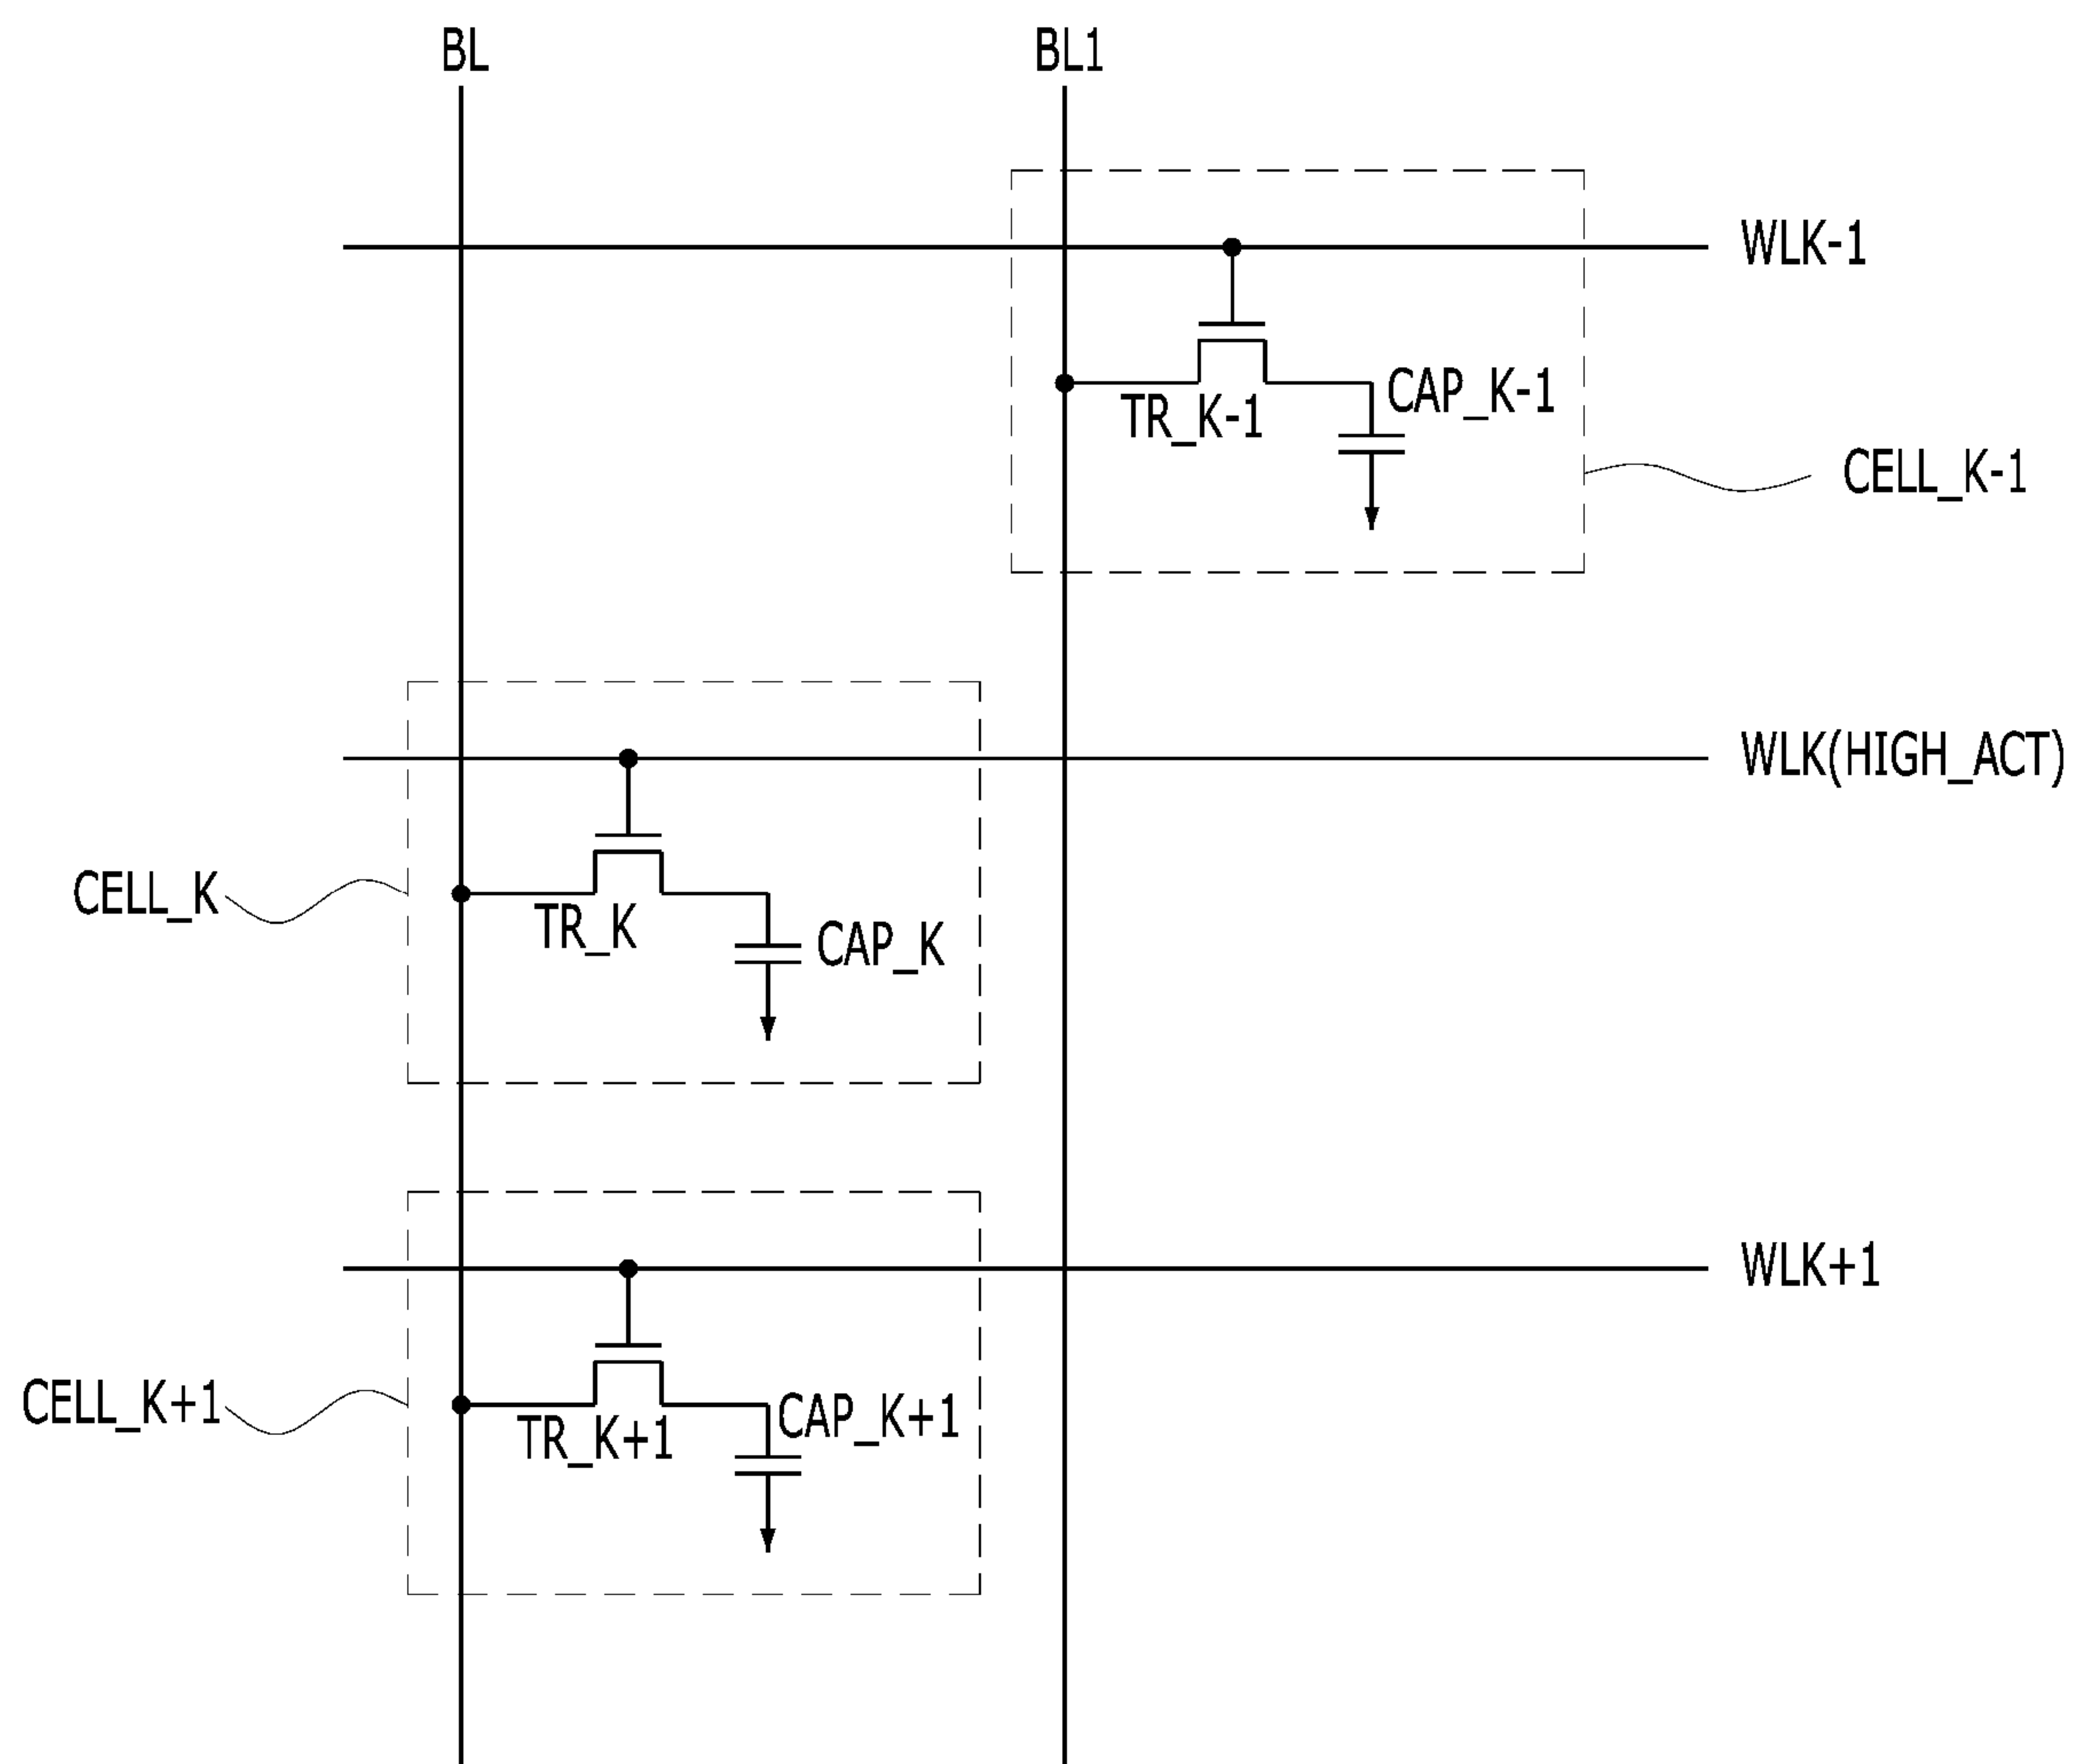 BL
BL1
WLK-1
CAP_K-1
TR_K-1
CELL_K-1
WLK(HIGH_ACT)
CELL_K
TR_K
CAP_K
WLK+1
CELL_K+1
CAP_K+1
TR_K+1